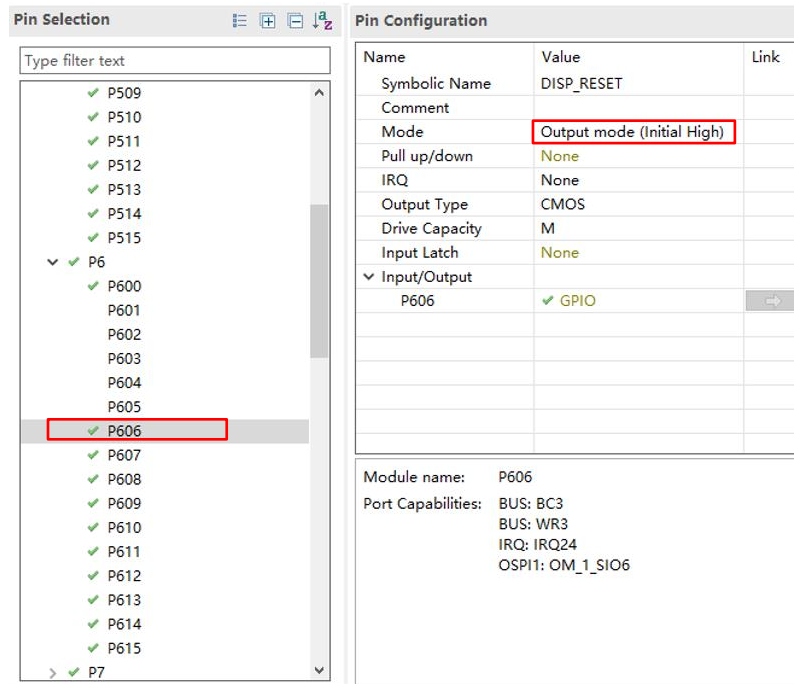 Pin Selection
Type filter text
P509
P510
P511
P512
P513
P514
P515
P6
P600
P601
P602
P603
P604
P605
P606
P607
P608
P609
P610
P611
P612
P613
P614
P615
P7
Pin Configuration
Name Value Link
Symbolic Name DISP_RESET
Comment
Mode Output mode (Initial High)
Pull up/down None
IRQ None
Output Type CMOS
Drive Capacity M
Input Latch None
Input/Output
P606 GPIO
Module name: P606
Port Capabilities: BUS: BC3
BUS: WR3
IRQ: IRQ24
OSPI1: OM_1_SIO6